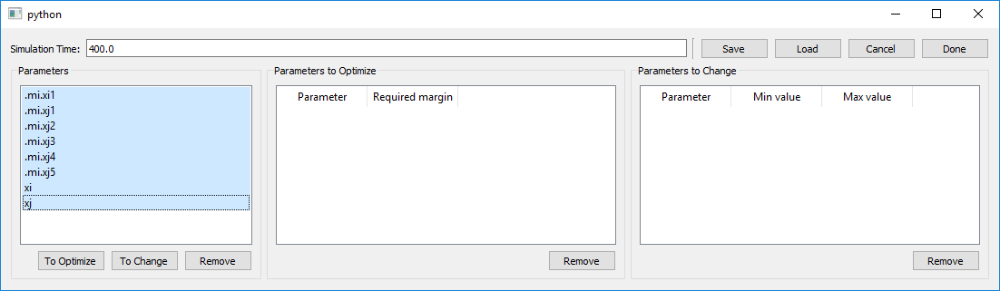 python
Simulation Time: 400.0 Save Load Cancel Done
Parameters Parameters to Optimize Parameters to Change
Parameter Required margin Parameter Min value Max value
.mi.xi1
.mi.xj1
.mi.xj2
.mi.xj3
.mi.xj4
.mi.xj5
xi
xj
To Optimize To Change Remove Remove Remove